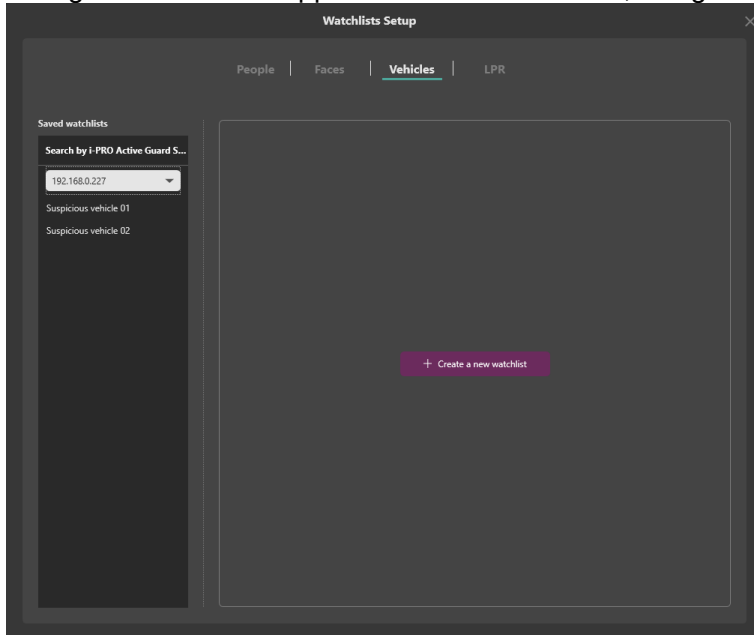 Watchlists Setup
People
Faces
Vehicles
LPR
Saved watchlists
Search by i-PRO Active Guard S...
192.168.0.227
Suspicious vehicle 01
Suspicious vehicle 02
+ Create a new watchlist